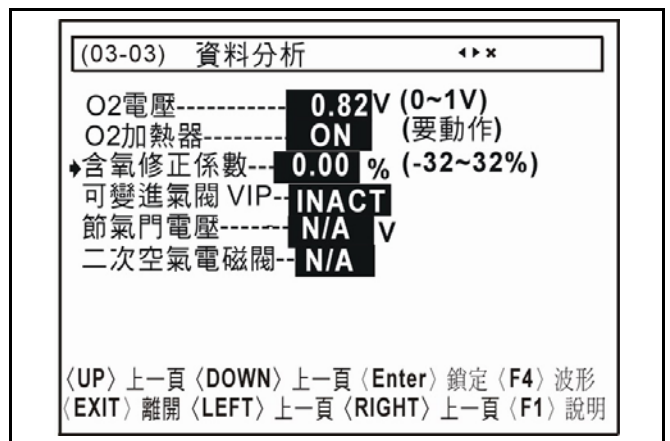 (03-03) 資料分析 ◂▸×
O2電壓----------- 0.82V (0~1V)
O2加熱器-------- ON (要動作)
➧含氧修正係數--- 0.00 % (-32~32%)
可變進氣閥 VIP-- INACT
節氣門電壓------- N/A V
二次空氣電磁閥-- N/A
〈UP〉上一頁〈DOWN〉上一頁〈Enter〉鎖定〈F4〉波形
〈EXIT〉離開〈LEFT〉上一頁〈RIGHT〉上一頁〈F1〉說明